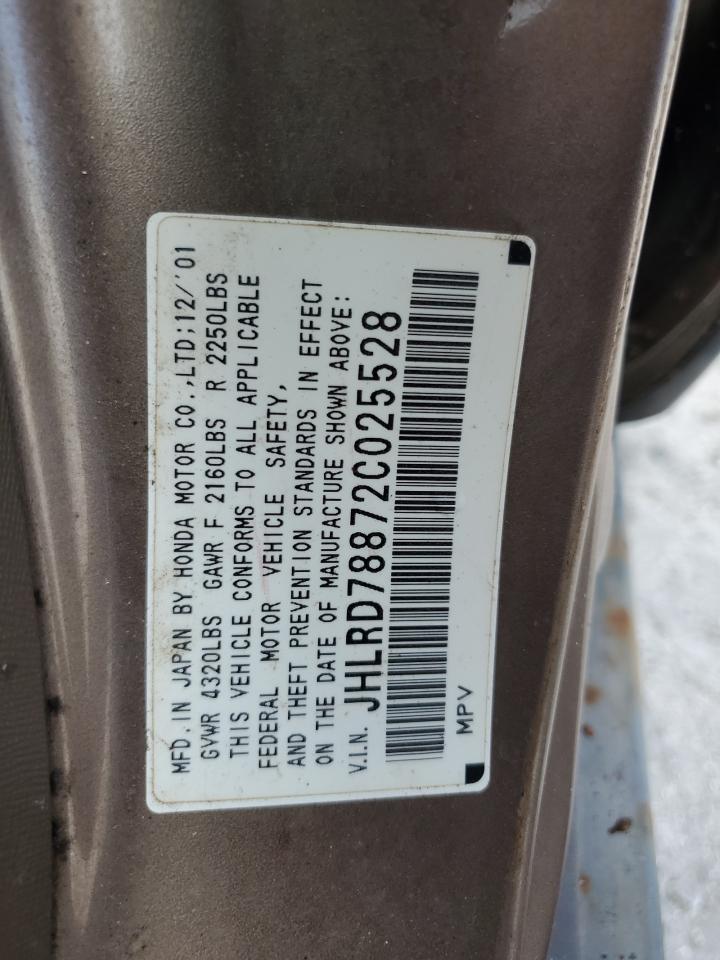 MFD. IN JAPAN BY HONDA MOTOR CO.,LTD;12/'01
GVWR 4320LBS GAWR F 2160LBS R 2250LBS
THIS VEHICLE CONFORMS TO ALL APPLICABLE
FEDERAL MOTOR VEHICLE SAFETY,
AND THEFT PREVENTION STANDARDS IN EFFECT
ON THE DATE OF MANUFACTURE SHOWN ABOVE:
V.I.N. JHLRD78872C025528
MPV